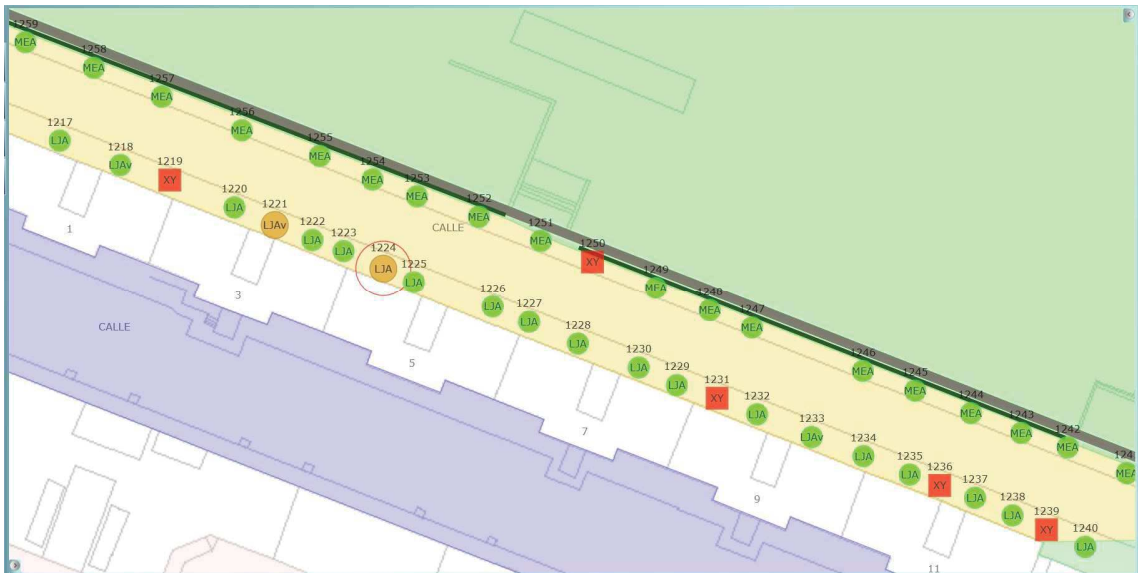 1259
MEA
1258
MEA
1257
MEA
1256
MEA
1255
MEA
1254
MEA
1253
MEA
1252
MEA
1251
MEA
1250
XY
1249
MEA
1248
MEA
1247
MEA
1246
MEA
1245
MEA
1244
MEA
1243
MEA
1242
MEA
124
MEA
1217
LJA
1218
LJAv
1219
XY
1220
LJA
1221
LJAv
1222
LJA
1223
LJA
1224
LJA
1225
LJA
1226
LJA
1227
LJA
1228
LJA
1230
LJA
1229
LJA
1231
XY
1232
LJA
1233
LJAv
1234
LJA
1235
LJA
1236
XY
1237
LJA
1238
LJA
1239
XY
1240
LJA
CALLE
1
3
5
7
9
11
CALLE